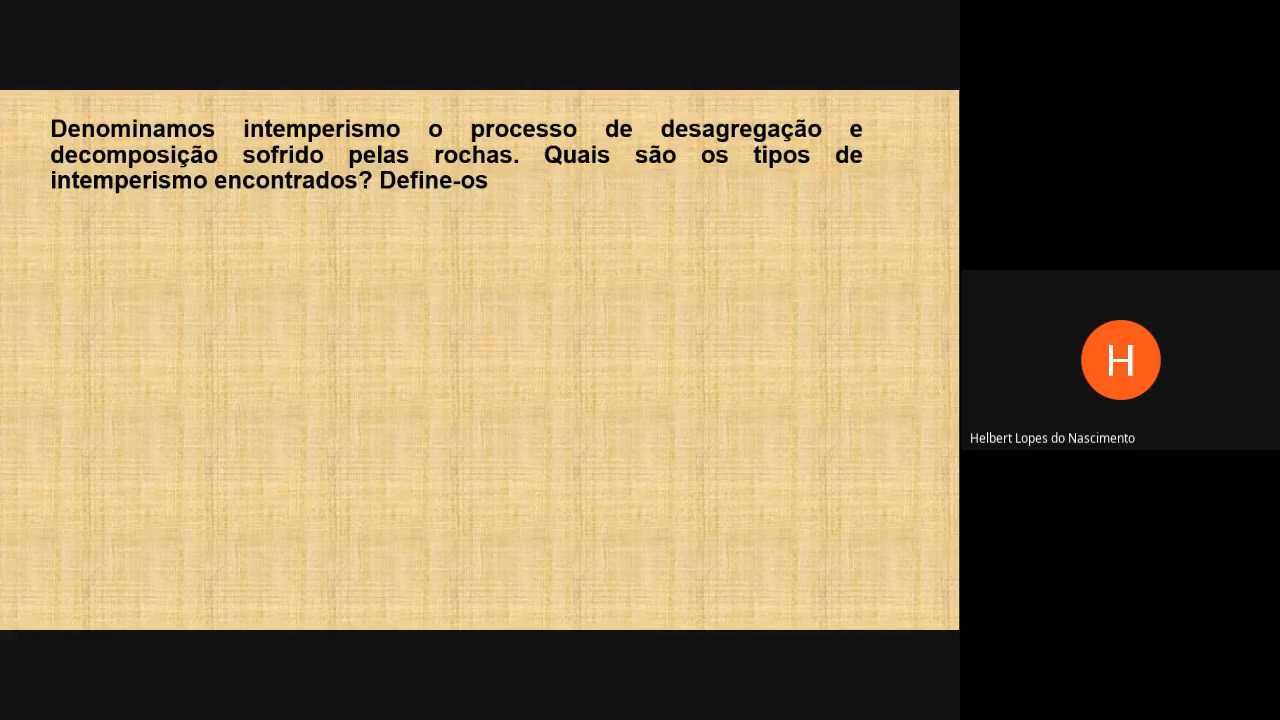 Denominamos intemperismo o processo de desagregação e
decomposição sofrido pelas rochas. Quais são os tipos de
intemperismo encontrados? Define-os
H
Helbert Lopes do Nascimento